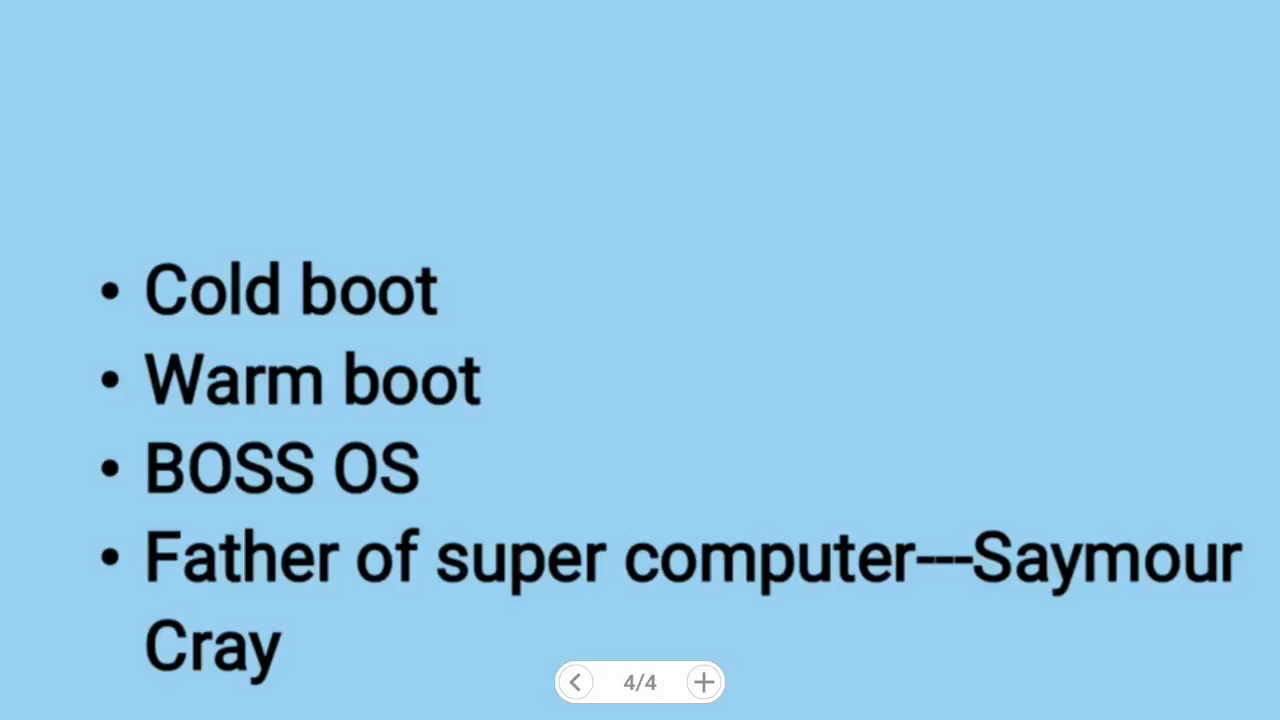 • Cold boot
• Warm boot
• BOSS OS
• Father of super computer---Saymour
Cray
4/4